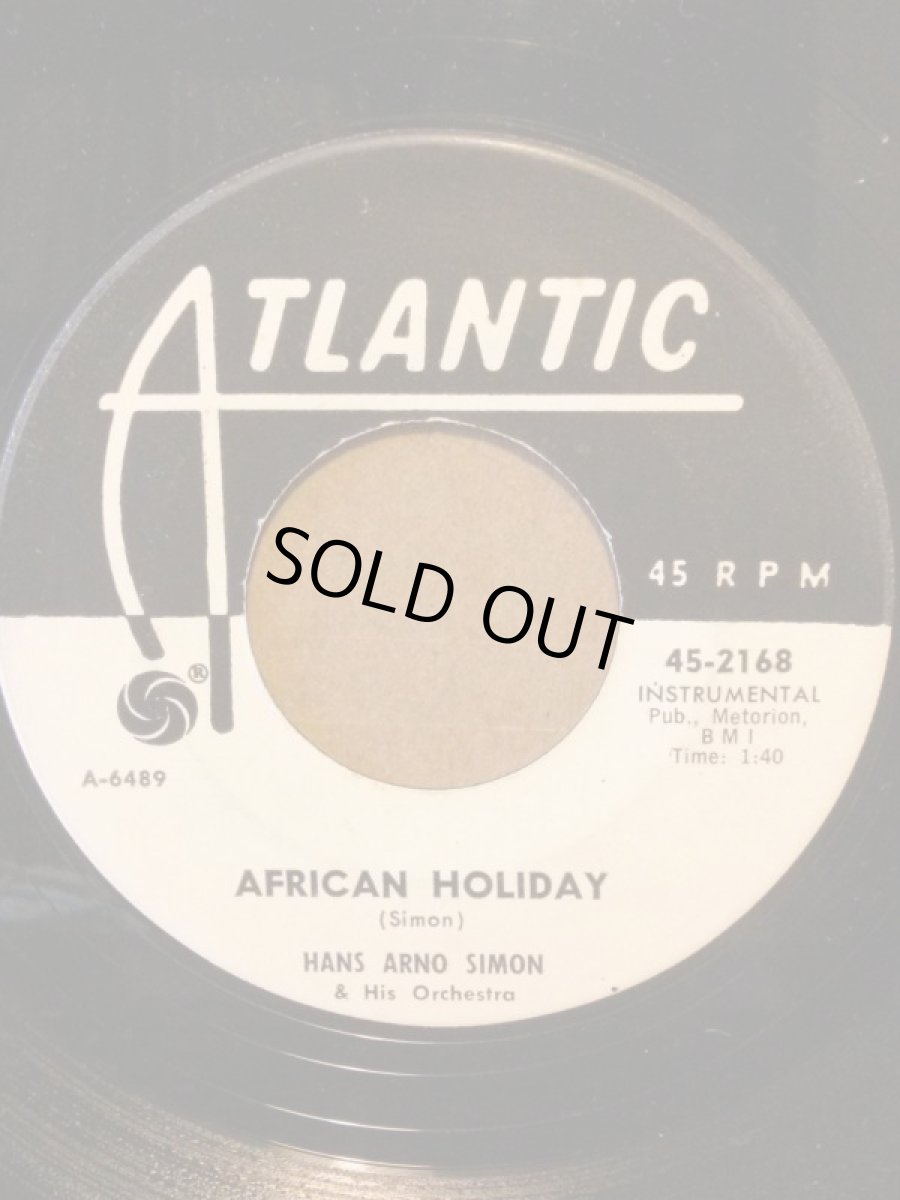 ATLANTIC
45 RPM
SOLD OUT
45-2168
INSTRUMENTAL
Pub., Metorion,
BMI
Time: 1:40
®
A-6489
AFRICAN HOLIDAY
(Simon)
HANS ARNO SIMON
& His Orchestra